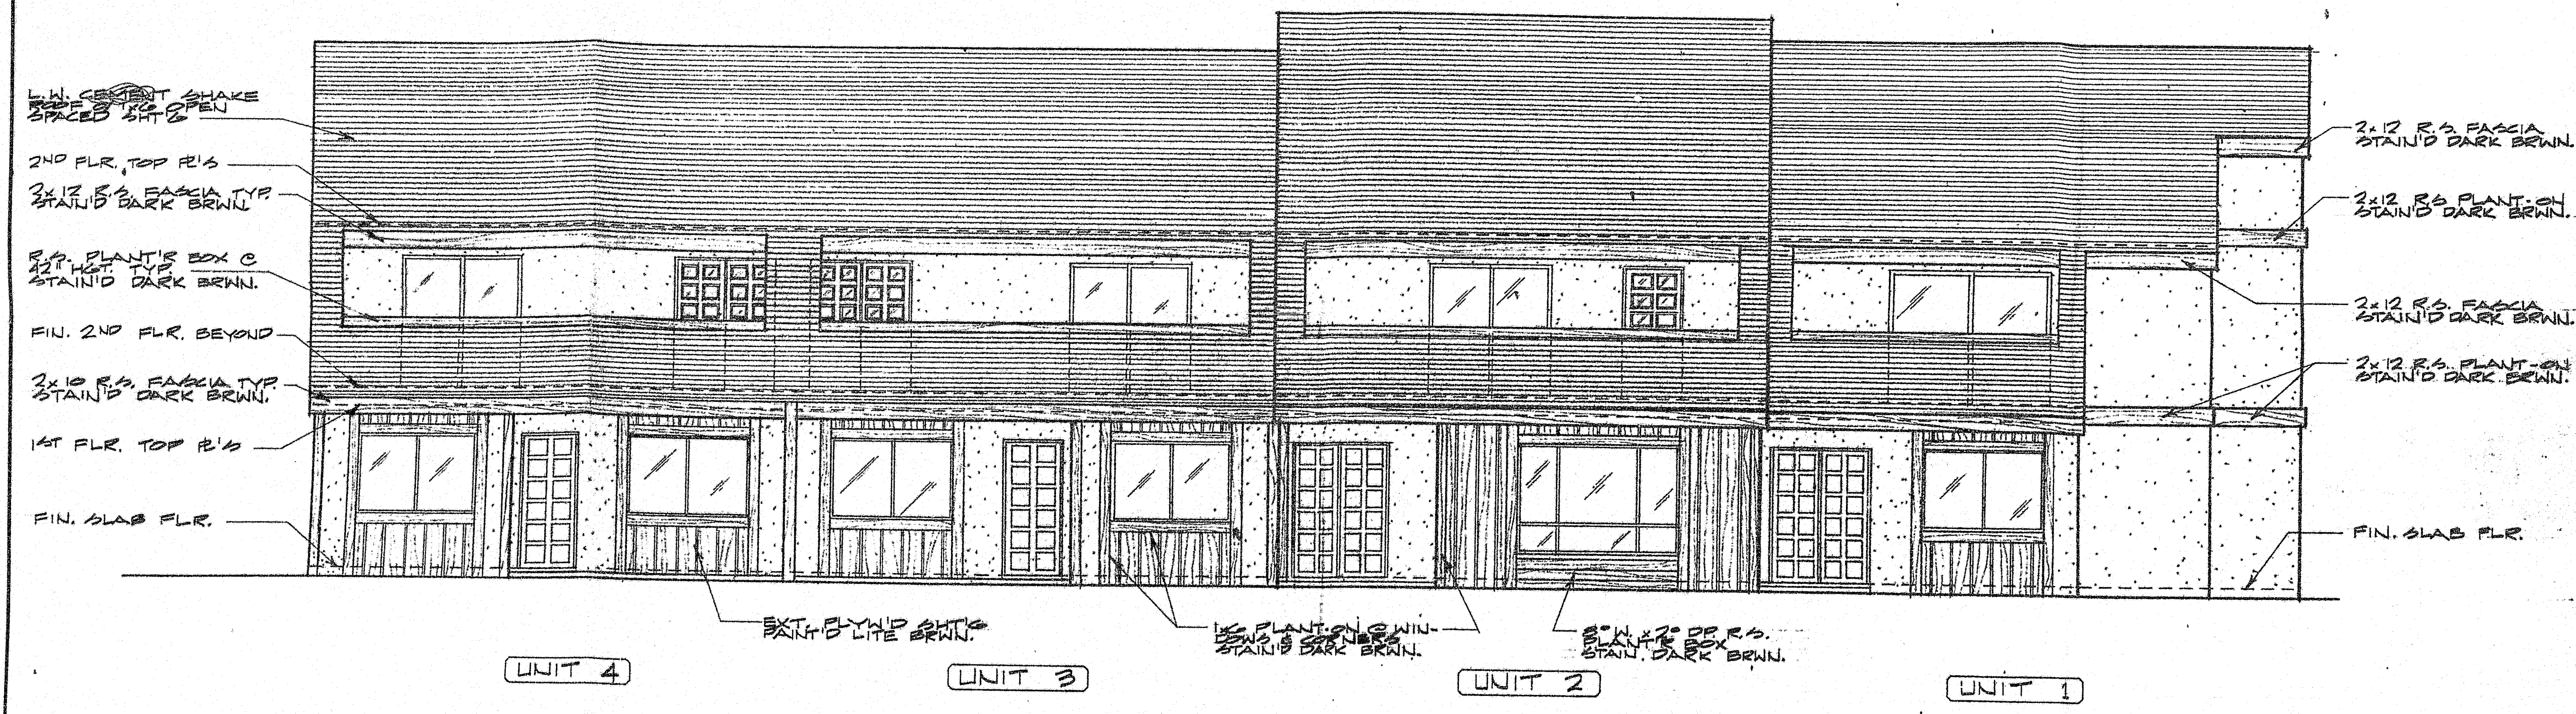 L.W. CEMENT SHAKE
ROOF @ 1x6 OPEN
SPACED SHT'G
2ND FLR. TOP PL'S
2x12 R.S. FASCIA TYP.
STAIN'D DARK BRWN.
R.S. PLANT'R BOX @
42" HGT. TYP.
STAIN'D DARK BRWN.
FIN. 2ND FLR. BEYOND
2x10 R.S. FASCIA TYP.
STAIN'D DARK BRWN.
1ST FLR. TOP PL'S
FIN. SLAB FLR.
2x12 R.S. FASCIA
STAIN'D DARK BRWN.
2x12 R.S. PLANT-ON
STAIN'D DARK BRWN.
2x12 R.S. FASCIA
STAIN'D DARK BRWN.
2x12 R.S. PLANT-ON
STAIN'D DARK BRWN.
FIN. SLAB FLR.
EXT. PLYW'D SHT'G
PAINT'D LITE BRWN.
1x6 PLANT-ON @ WIN-
DOWS & CORNERS
STAIN'D DARK BRWN.
8° W. x 2° DP. R.S.
PLANT'R BOX
STAIN. DARK BRWN.
UNIT 4
UNIT 3
UNIT 2
UNIT 1